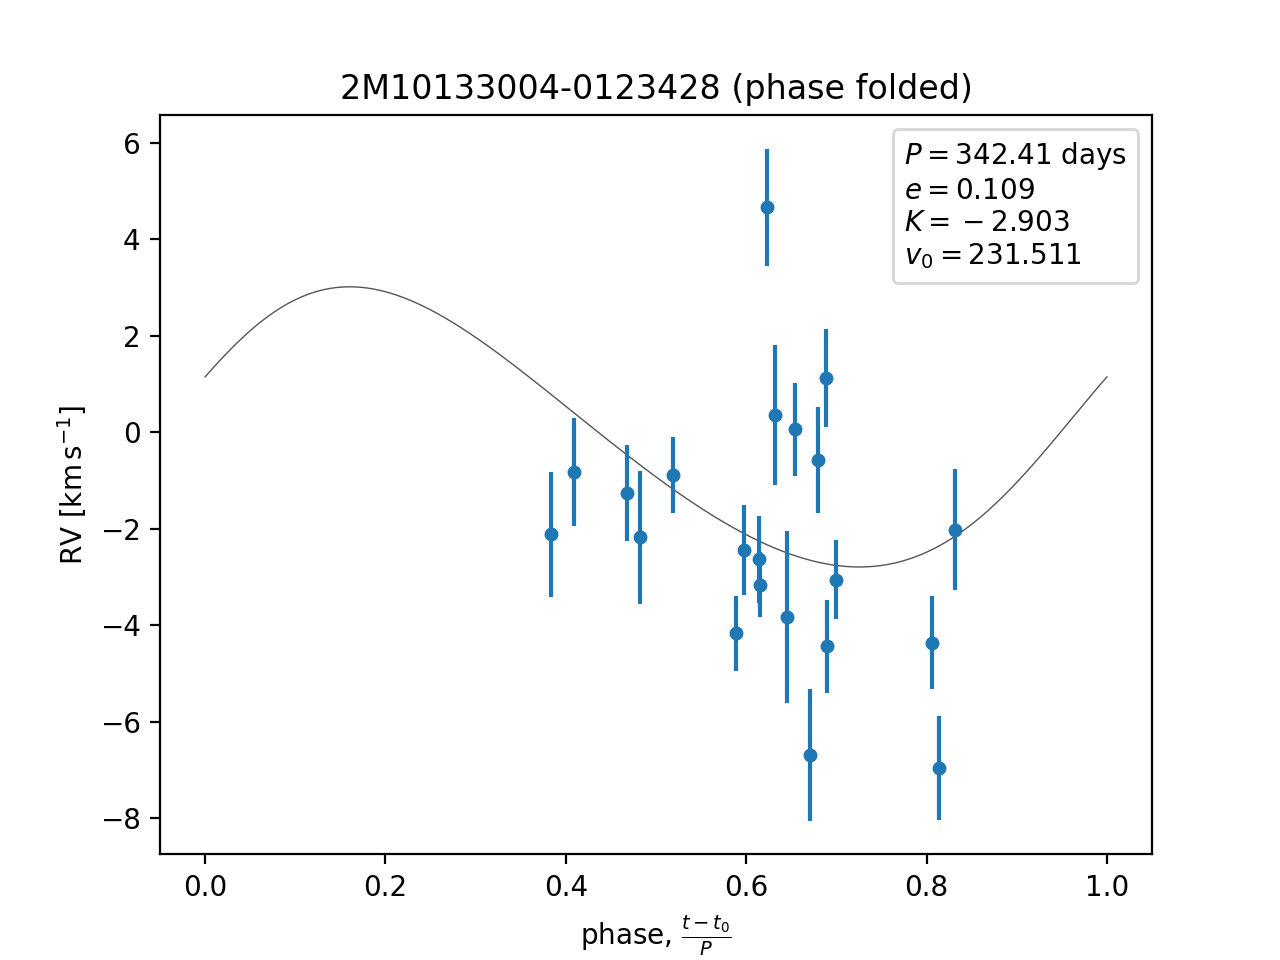 2M10133004-0123428 (phase folded)
P = 342.41 days
e = 0.109
K = −2.903
v₀ = 231.511
6
4
2
0
−2
−4
−6
−8
RV [km s⁻¹]
0.0 0.2 0.4 0.6 0.8 1.0
phase, (t − t₀)/P